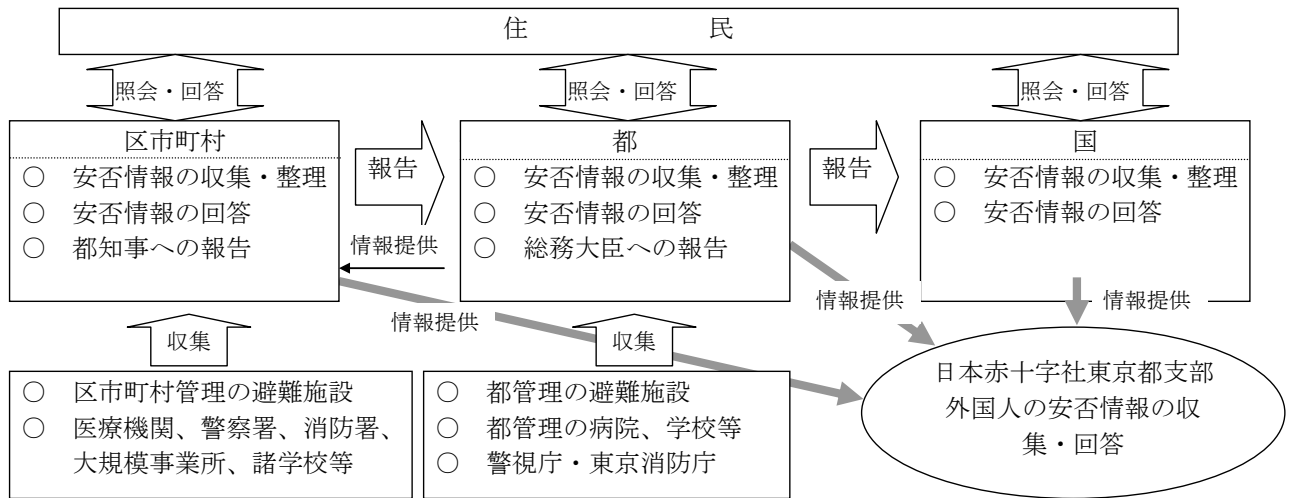 住　　　　　民
照会・回答
照会・回答
照会・回答
区市町村
○　安否情報の収集・整理
○　安否情報の回答
○　都知事への報告
報告
情報提供
都
○　安否情報の収集・整理
○　安否情報の回答
○　総務大臣への報告
報告
国
○　安否情報の収集・整理
○　安否情報の回答
情報提供
情報提供
情報提供
収集
収集
○　区市町村管理の避難施設
○　医療機関、警察署、消防署、
大規模事業所、諸学校等
○　都管理の避難施設
○　都管理の病院、学校等
○　警視庁・東京消防庁
日本赤十字社東京都支部
外国人の安否情報の収
集・回答